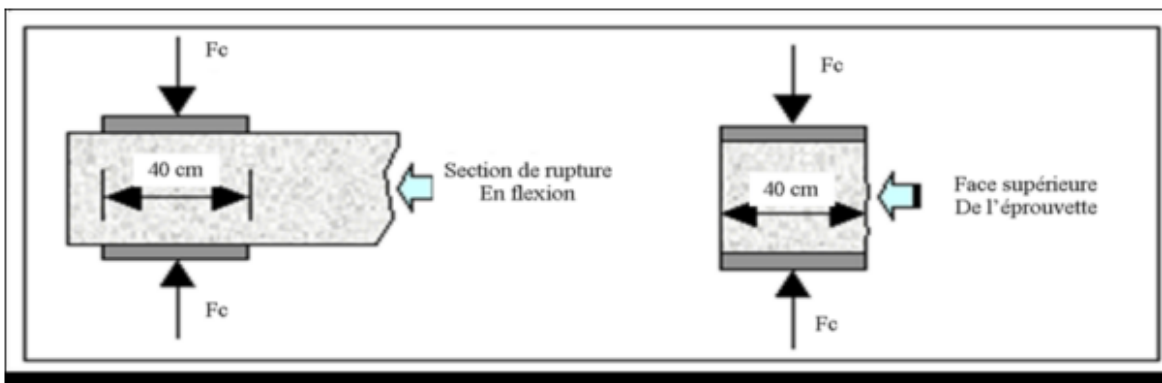 Fc
40 cm
Section de rupture
En flexion
Fc
Fc
40 cm
Face supérieure
De l'éprouvette
Fc